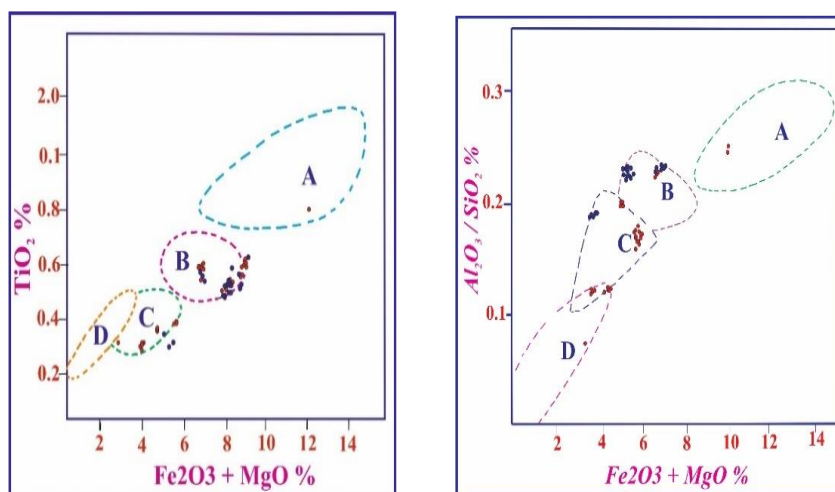 TiO₂ %
2.0
0.1
0.8
0.6
0.4
0.2
A
B
C
D
2 4 6 8 10 12 14
Fe2O3 + MgO %
Al₂O₃ / SiO₂ %
0.3
0.2
0.1
A
B
C
D
2 4 6 8 10 12 14
Fe2O3 + MgO %